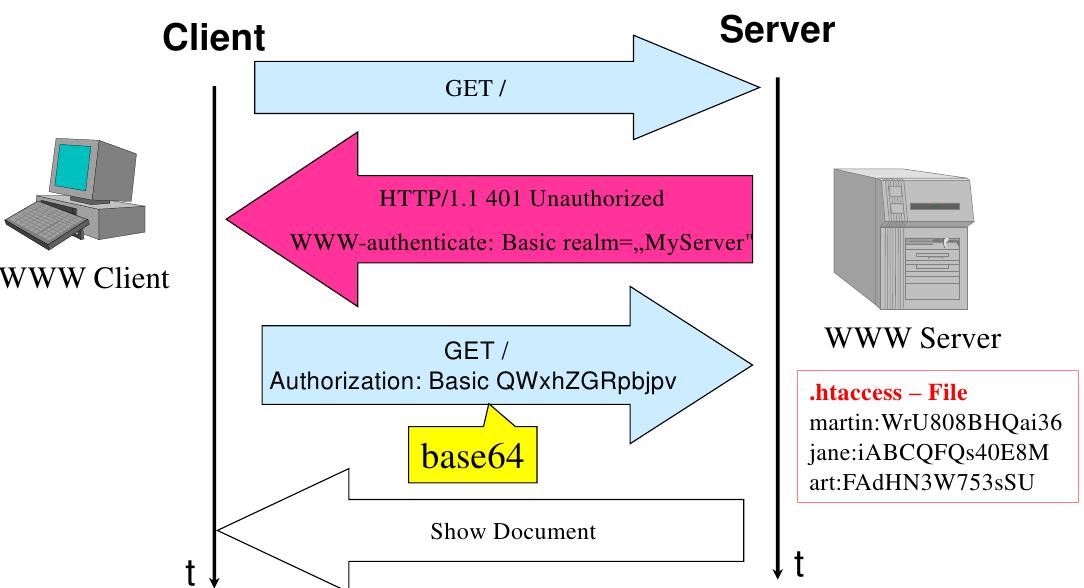 Client
Server
GET /
HTTP/1.1 401 Unauthorized
WWW-authenticate: Basic realm=„MyServer"
WWW Client
WWW Server
GET /
Authorization: Basic QWxhZGRpbjpv
base64
.htaccess – File
martin:WrU808BHQai36
jane:iABCQFQs40E8M
art:FAdHN3W753sSU
Show Document
t
t